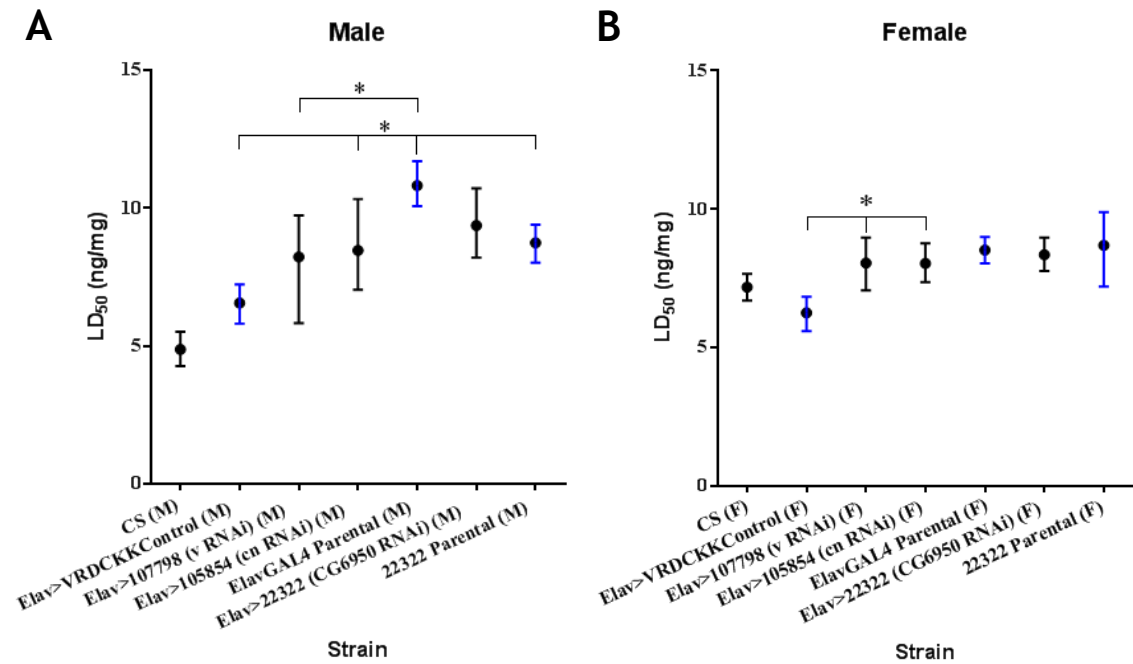 A
Male
15
10
5
0
LD50 (ng/mg)
*
*
CS (M)
Elav>VRDCKKControl (M)
Elav>107798 (v RNAi) (M)
Elav>105854 (cn RNAi) (M)
ElavGAL4 Parental (M)
Elav>22322 (CG6950 RNAi) (M)
22322 Parental (M)
Strain
B
Female
15
10
5
0
LD50 (ng/mg)
*
CS (F)
Elav>VRDCKKControl (F)
Elav>107798 (v RNAi) (F)
Elav>105854 (cn RNAi) (F)
ElavGAL4 Parental (F)
Elav>22322 (CG6950 RNAi) (F)
22322 Parental (F)
Strain